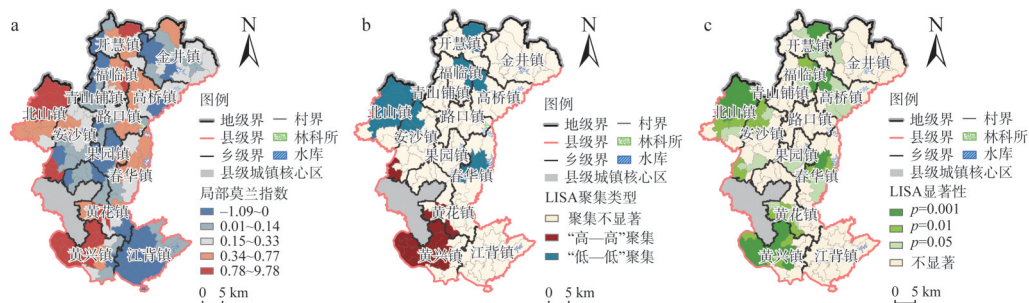 a
N
开慧镇
金井镇
福临镇
青山铺镇
高桥镇
北山镇
路口镇
安沙镇
果园镇
春华镇
黄花镇
黄兴镇
江背镇
图例
地级界 村界
县级界 林科所
乡级界 水库
县级城镇核心区
局部莫兰指数
−1.09~0
0.01~0.14
0.15~0.33
0.34~0.77
0.78~9.78
0 5 km
b
N
开慧镇
金井镇
福临镇
青山铺镇
高桥镇
北山镇
路口镇
安沙镇
果园镇
春华镇
黄花镇
黄兴镇
江背镇
图例
地级界 村界
县级界 林科所
乡级界 水库
县级城镇核心区
LISA聚集类型
聚集不显著
“高—高”聚集
“低—低”聚集
0 5 km
c
N
开慧镇
金井镇
福临镇
青山铺镇
高桥镇
北山镇
路口镇
安沙镇
果园镇
春华镇
黄花镇
黄兴镇
江背镇
图例
地级界 村界
县级界 林科所
乡级界 水库
县级城镇核心区
LISA显著性
p=0.001
p=0.01
p=0.05
不显著
0 5 km